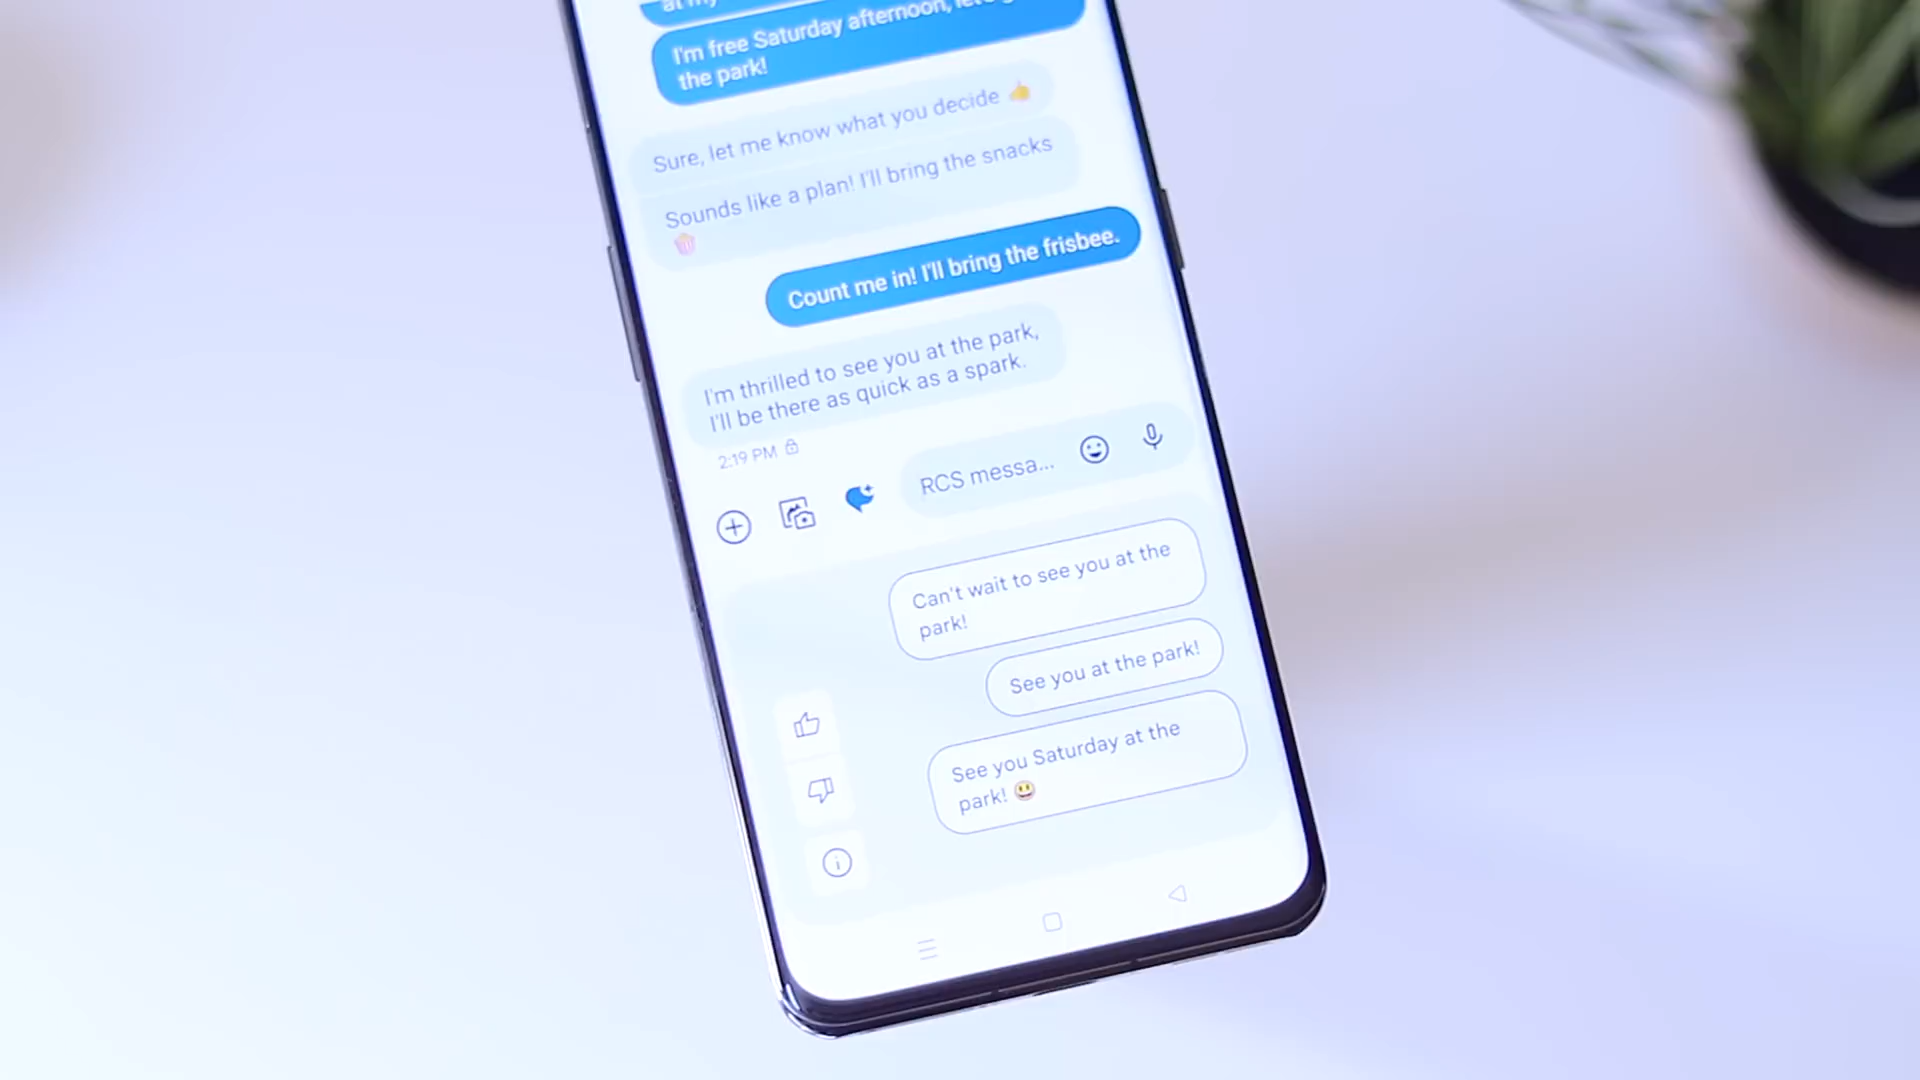 at my
I'm free Saturday afternoon, let's g
the park!
Sure, let me know what you decide 👍
Sounds like a plan! I'll bring the snacks
🍿
Count me in! I'll bring the frisbee.
I'm thrilled to see you at the park,
I'll be there as quick as a spark.
2:19 PM
RCS messa...
Can't wait to see you at the
park!
See you at the park!
See you Saturday at the
park! 😃